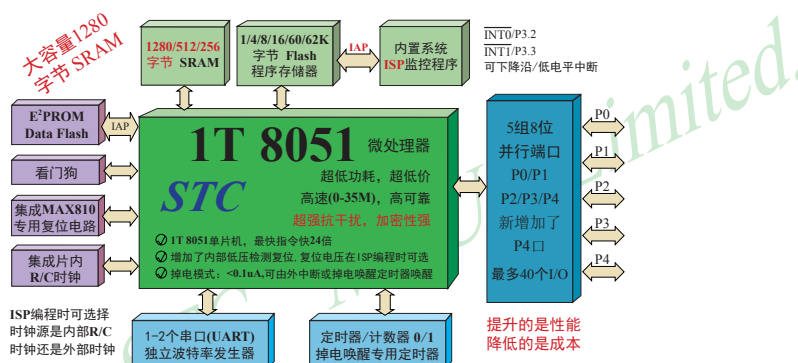 大容量1280
字节 SRAM
1280/512/256
字节 SRAM
1/4/8/16/60/62K
字节 Flash
程序存储器
IAP
内置系统
ISP监控程序
INT0/P3.2
INT1/P3.3
可下降沿/低电平中断
E²PROM
Data Flash
IAP
看门狗
集成MAX810
专用复位电路
集成片内
R/C时钟
1T 8051 微处理器
STC
超低功耗，超低价
高速(0-35M)，高可靠
超强抗干扰，加密性强
1T 8051单片机，最快指令快24倍
增加了内部低压检测复位，复位电压在ISP编程时可选
掉电模式：<0.1uA,可由外中断或掉电唤醒定时器唤醒
5组8位
并行端口
P0/P1
P2/P3/P4
新增加了
P4口
最多40个I/O
P0
P1
P2
P3
P4
ISP编程时可选择
时钟源是内部R/C
时钟还是外部时钟
1-2个串口(UART)
独立波特率发生器
定时器/计数器 0/1
掉电唤醒专用定时器
提升的是性能
降低的是成本
Limited.